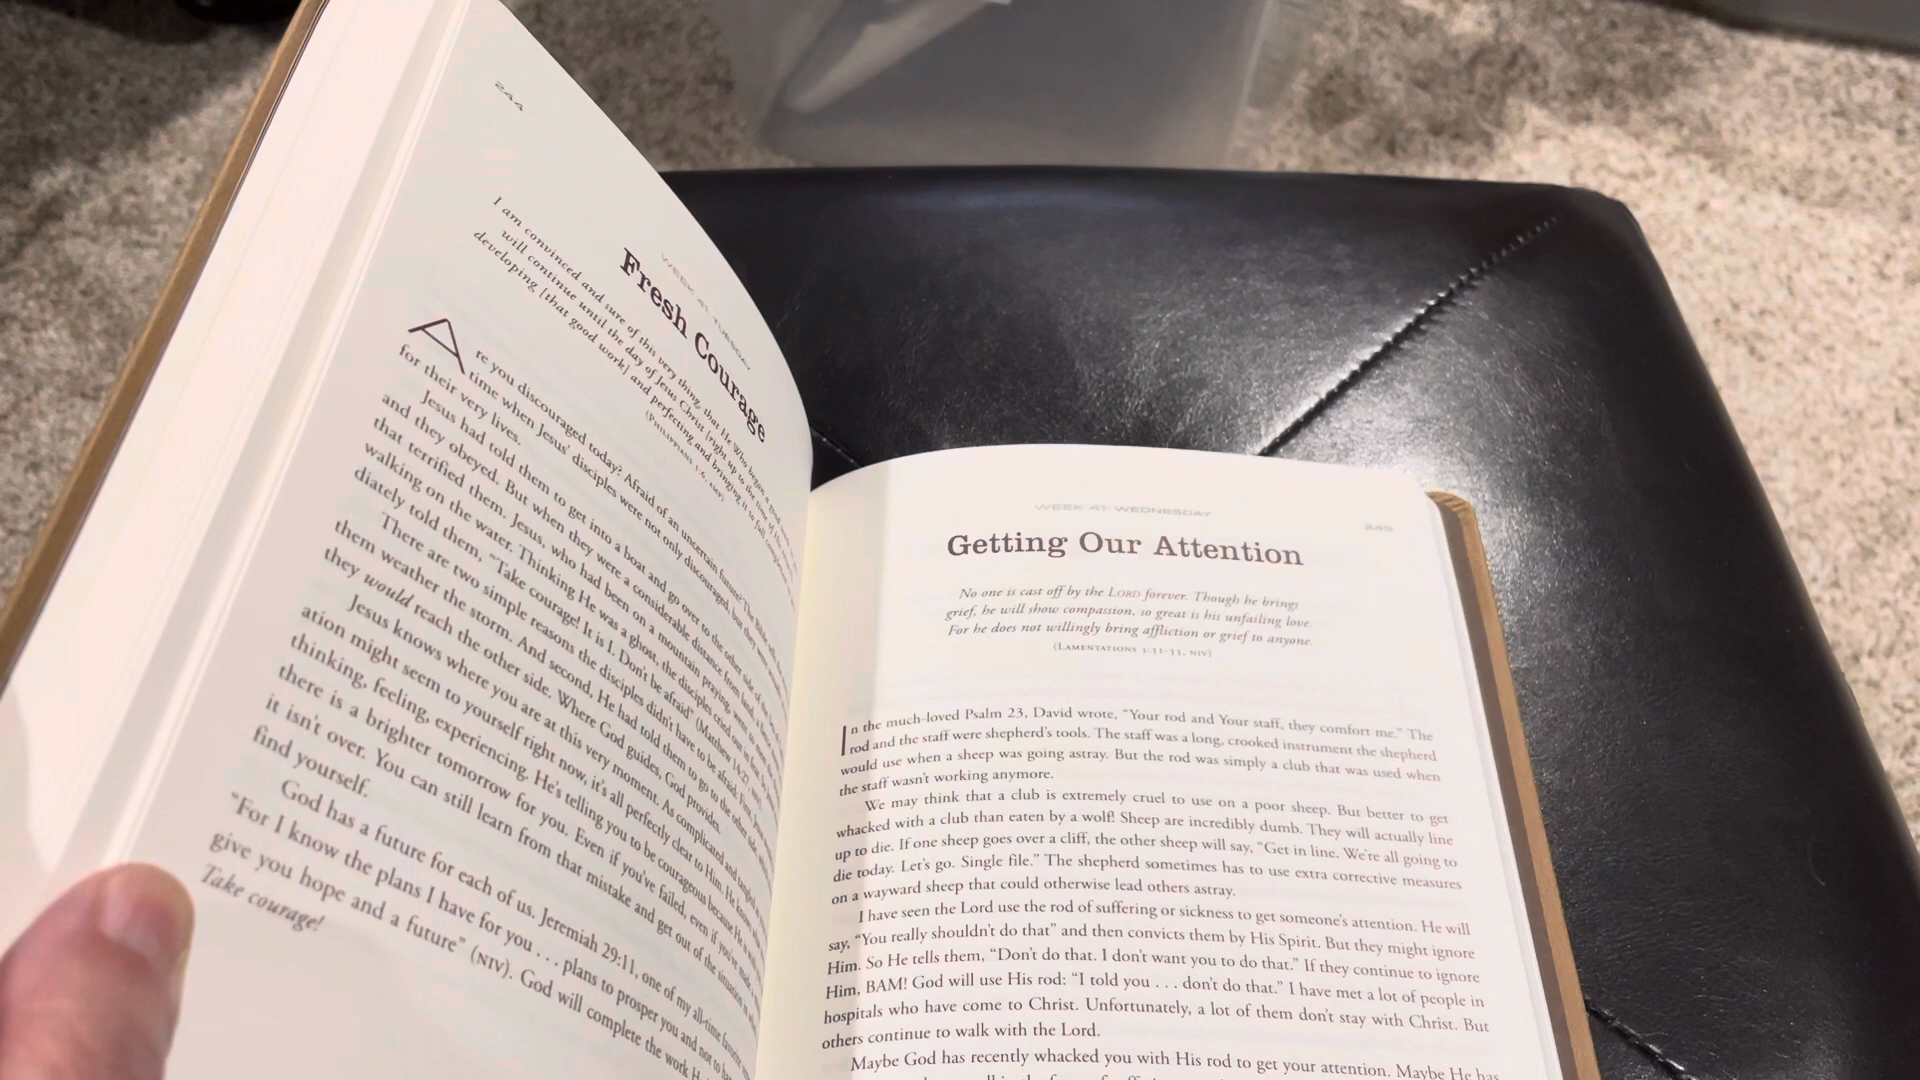 244
WEEK 41 TUESDAY
Fresh Courage
I am convinced and sure of this very thing, that He Who began a good
will continue until the day of Jesus Christ [right up to the time of His
developing [that good work] and perfecting and bringing it to full
(PHILIPPIANS 1:6, AMP)
Are you discouraged today? Afraid of an uncertain future? The Bible
time when Jesus' disciples were not only discouraged, but they were
for their very lives.
Jesus had told them to get into a boat and go over to the other side of the
and they obeyed. But when they were a considerable distance from land, a
that terrified them. Jesus, who had been on a mountain praying, went to
walking on the water. Thinking He was a ghost, the disciples cried out in fear.
diately told them, "Take courage! It is I. Don't be afraid" (Matthew 14:27,
There are two simple reasons the disciples didn't have to be afraid. First,
them weather the storm. And second, He had told them to go to the other side,
they would reach the other side. Where God guides, God provides.
Jesus knows where you are at this very moment. As complicated and
ation might seem to yourself right now, it's all perfectly clear to Him. He knows
thinking, feeling, experiencing. He's telling you to be courageous because He
there is a brighter tomorrow for you. Even if you've failed, even if you've made a
it isn't over. You can still learn from that mistake and get out of the situation
find yourself.
God has a future for each of us. Jeremiah 29:11, one of my all-time favorite
"For I know the plans I have for you . . . plans to prosper you and not to
give you hope and a future" (NIV). God will complete the work H
Take courage!
WEEK 41 WEDNESDAY
245
Getting Our Attention
No one is cast off by the LORD forever. Though he brings
grief, he will show compassion, so great is his unfailing love.
For he does not willingly bring affliction or grief to anyone.
(LAMENTATIONS 3:31-33, NIV)
In the much-loved Psalm 23, David wrote, "Your rod and Your staff, they comfort me." The
rod and the staff were shepherd's tools. The staff was a long, crooked instrument the shepherd
would use when a sheep was going astray. But the rod was simply a club that was used when
the staff wasn't working anymore.
We may think that a club is extremely cruel to use on a poor sheep. But better to get
whacked with a club than eaten by a wolf! Sheep are incredibly dumb. They will actually line
up to die. If one sheep goes over a cliff, the other sheep will say, "Get in line. We're all going to
die today. Let's go. Single file." The shepherd sometimes has to use extra corrective measures
on a wayward sheep that could otherwise lead others astray.
I have seen the Lord use the rod of suffering or sickness to get someone's attention. He will
say, "You really shouldn't do that" and then convicts them by His Spirit. But they might ignore
Him. So He tells them, "Don't do that. I don't want you to do that." If they continue to ignore
Him, BAM! God will use His rod: "I told you . . . don't do that." I have met a lot of people in
hospitals who have come to Christ. Unfortunately, a lot of them don't stay with Christ. But
others continue to walk with the Lord.
Maybe God has recently whacked you with His rod to get your attention. Maybe He has